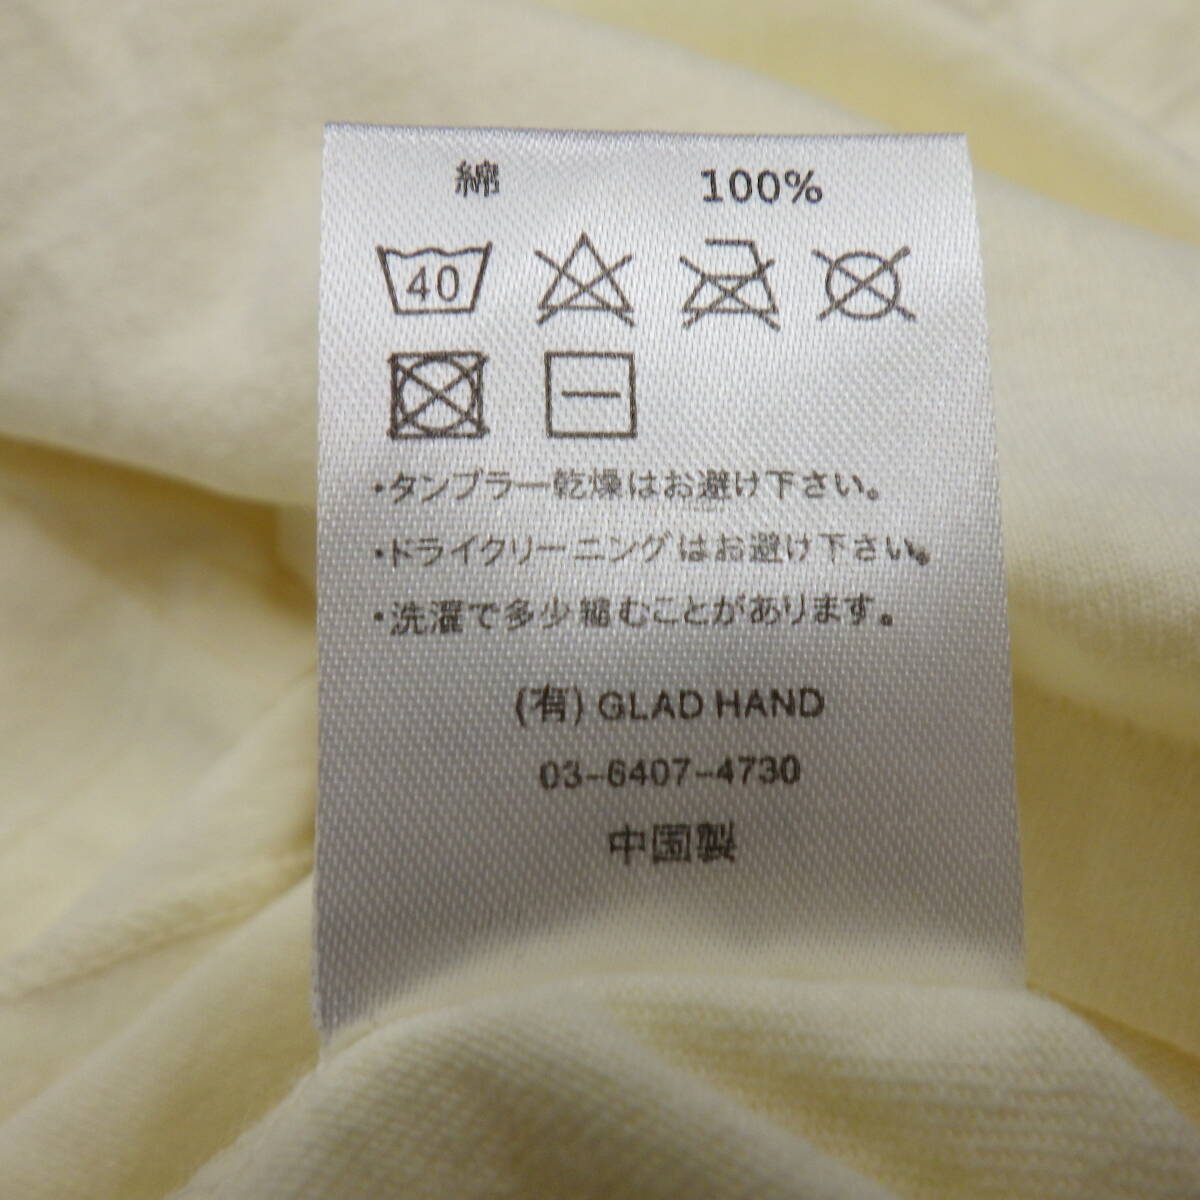 綿 100%
40
・タンブラー乾燥はお避け下さい。
・ドライクリーニングはお避け下さい。
・洗濯で多少縮むことがあります。
(有) GLAD HAND
03-6407-4730
中国製